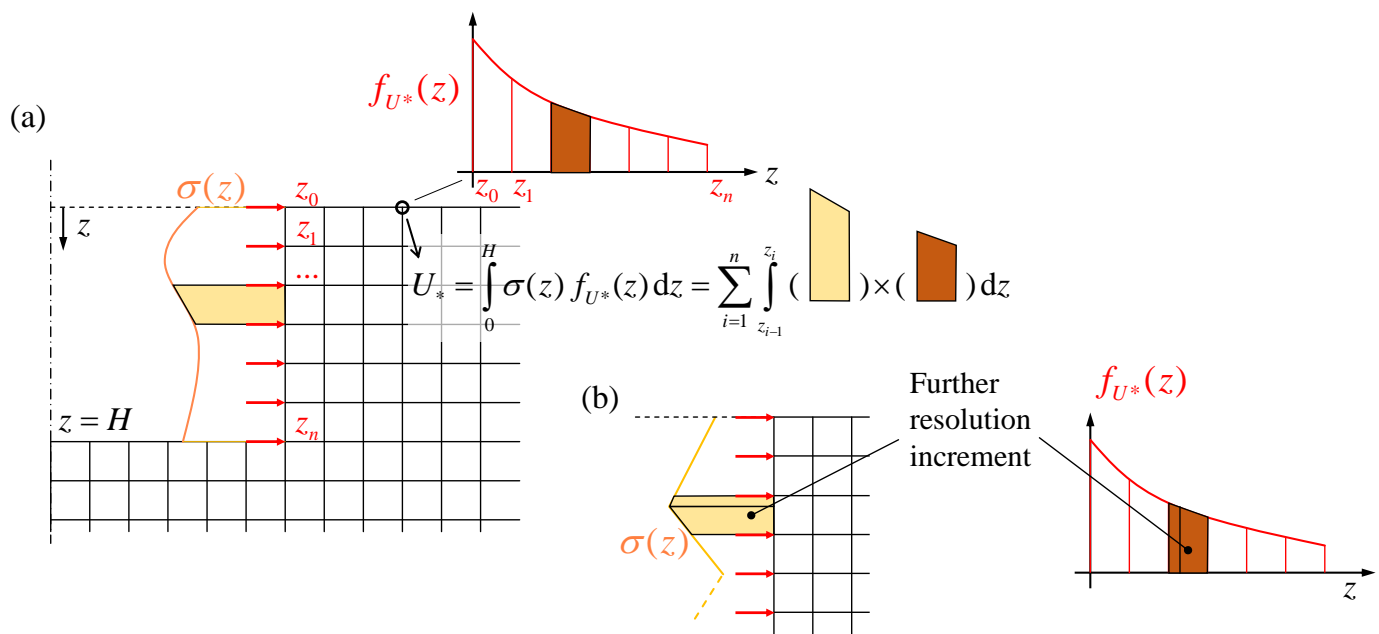 f_{U*}(z)
(a)
z_0 z_1 z_n z
σ(z)
z_0
z
z_1
...
U_* = ∫_0^H σ(z) f_{U*}(z) dz = ∑_{i=1}^n ∫_{z_{i-1}}^{z_i} ( ) × ( ) dz
z = H
z_n
(b)
Further
resolution
increment
f_{U*}(z)
σ(z)
z